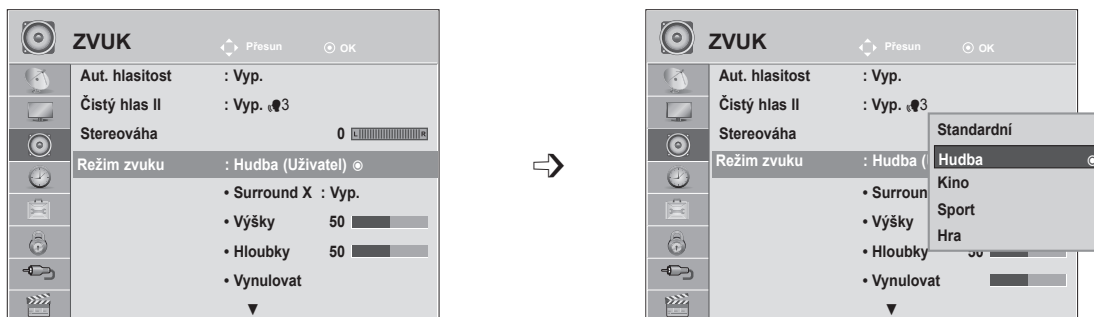 ZVUK Přesun OK
Aut. hlasitost : Vyp.
Čistý hlas II : Vyp. 3
Stereováha 0 L R
Režim zvuku : Hudba (Uživatel)
• Surround X : Vyp.
• Výšky 50
• Hloubky 50
• Vynulovat
▼
ZVUK Přesun OK
Aut. hlasitost : Vyp.
Čistý hlas II : Vyp. 3
Stereováha
Režim zvuku : Hudba (
• Surroun
• Výšky
• Hloubky 50
• Vynulovat
▼
Standardní
Hudba
Kino
Sport
Hra